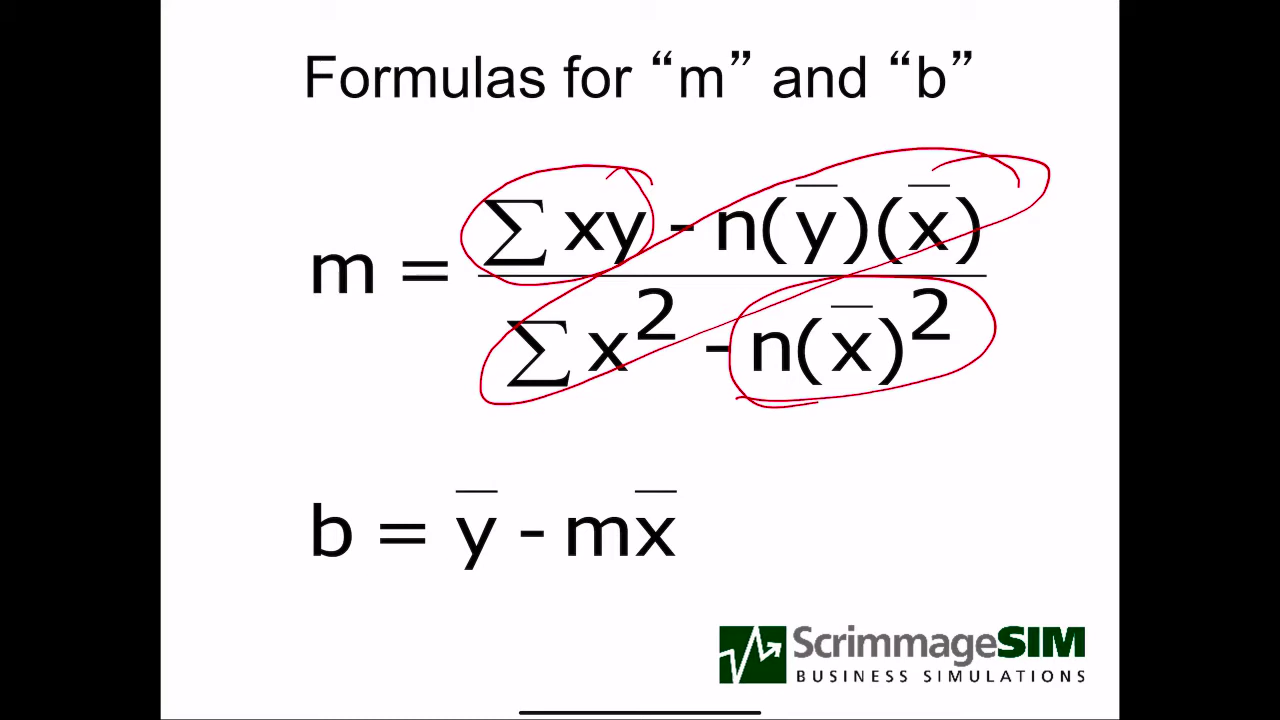 Formulas for “m” and “b”
m = ∑ xy - n(y̅)(x̅)
∑ x² - n(x̅)²
b = y̅ - mx̅
ScrimmageSIM
BUSINESS SIMULATIONS